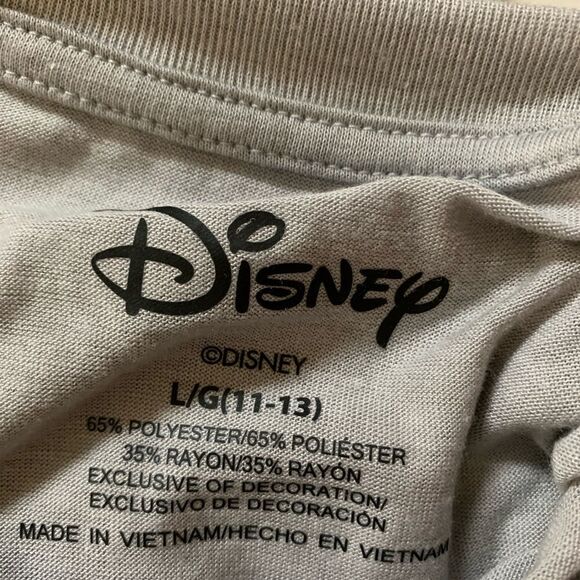 Disney
©DISNEY
L/G(11-13)
65% POLYESTER/65% POLIÉSTER
35% RAYON/35% RAYÓN
EXCLUSIVE OF DECORATION/
EXCLUSIVO DE DECORACIÓN
MADE IN VIETNAM/HECHO EN VIETNAM